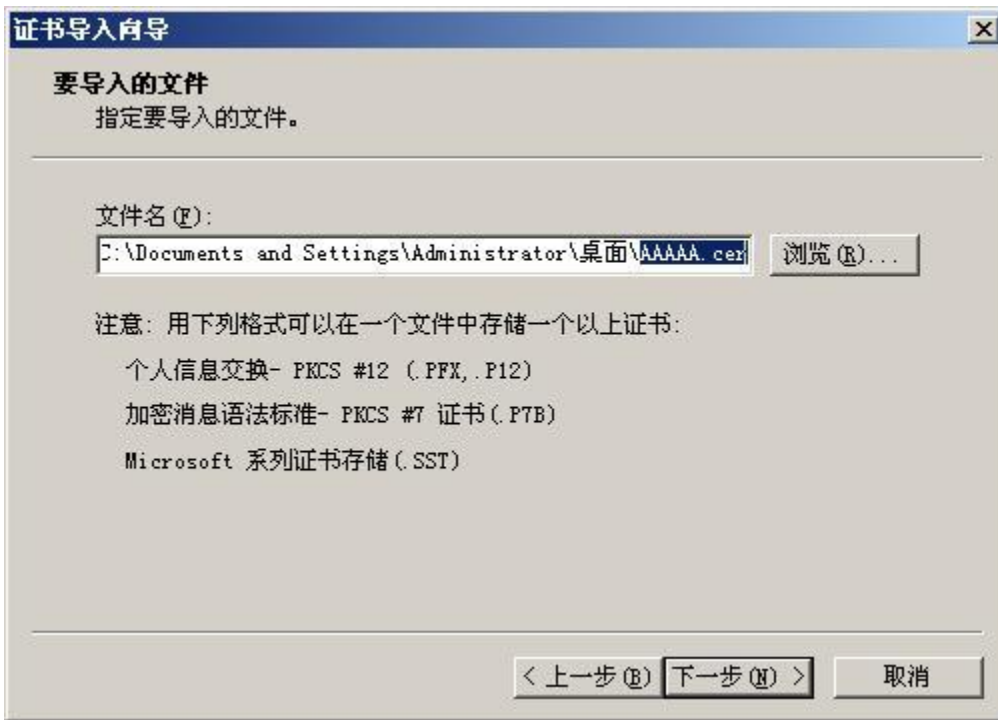 证书导入向导
要导入的文件
指定要导入的文件。
文件名(F):
C:\Documents and Settings\Administrator\桌面\AAAAA.cer
浏览(R)...
注意: 用下列格式可以在一个文件中存储一个以上证书:
个人信息交换- PKCS #12 (.PFX,.P12)
加密消息语法标准- PKCS #7 证书(.P7B)
Microsoft 系列证书存储(.SST)
< 上一步(B) 下一步(N) > 取消